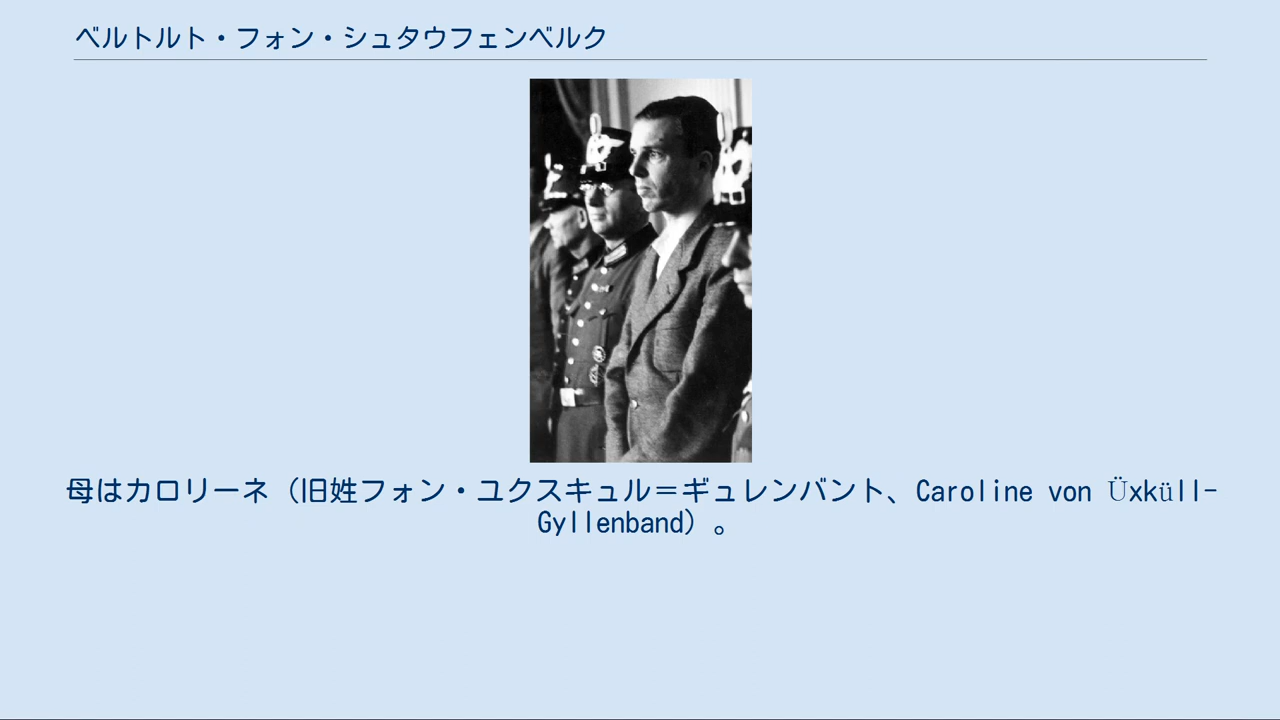 ベルトルト・フォン・シュタウフェンベルク
母はカロリーネ（旧姓フォン・ユクスキュル＝ギュレンバント、Caroline von Üxküll-
Gyllenband）。